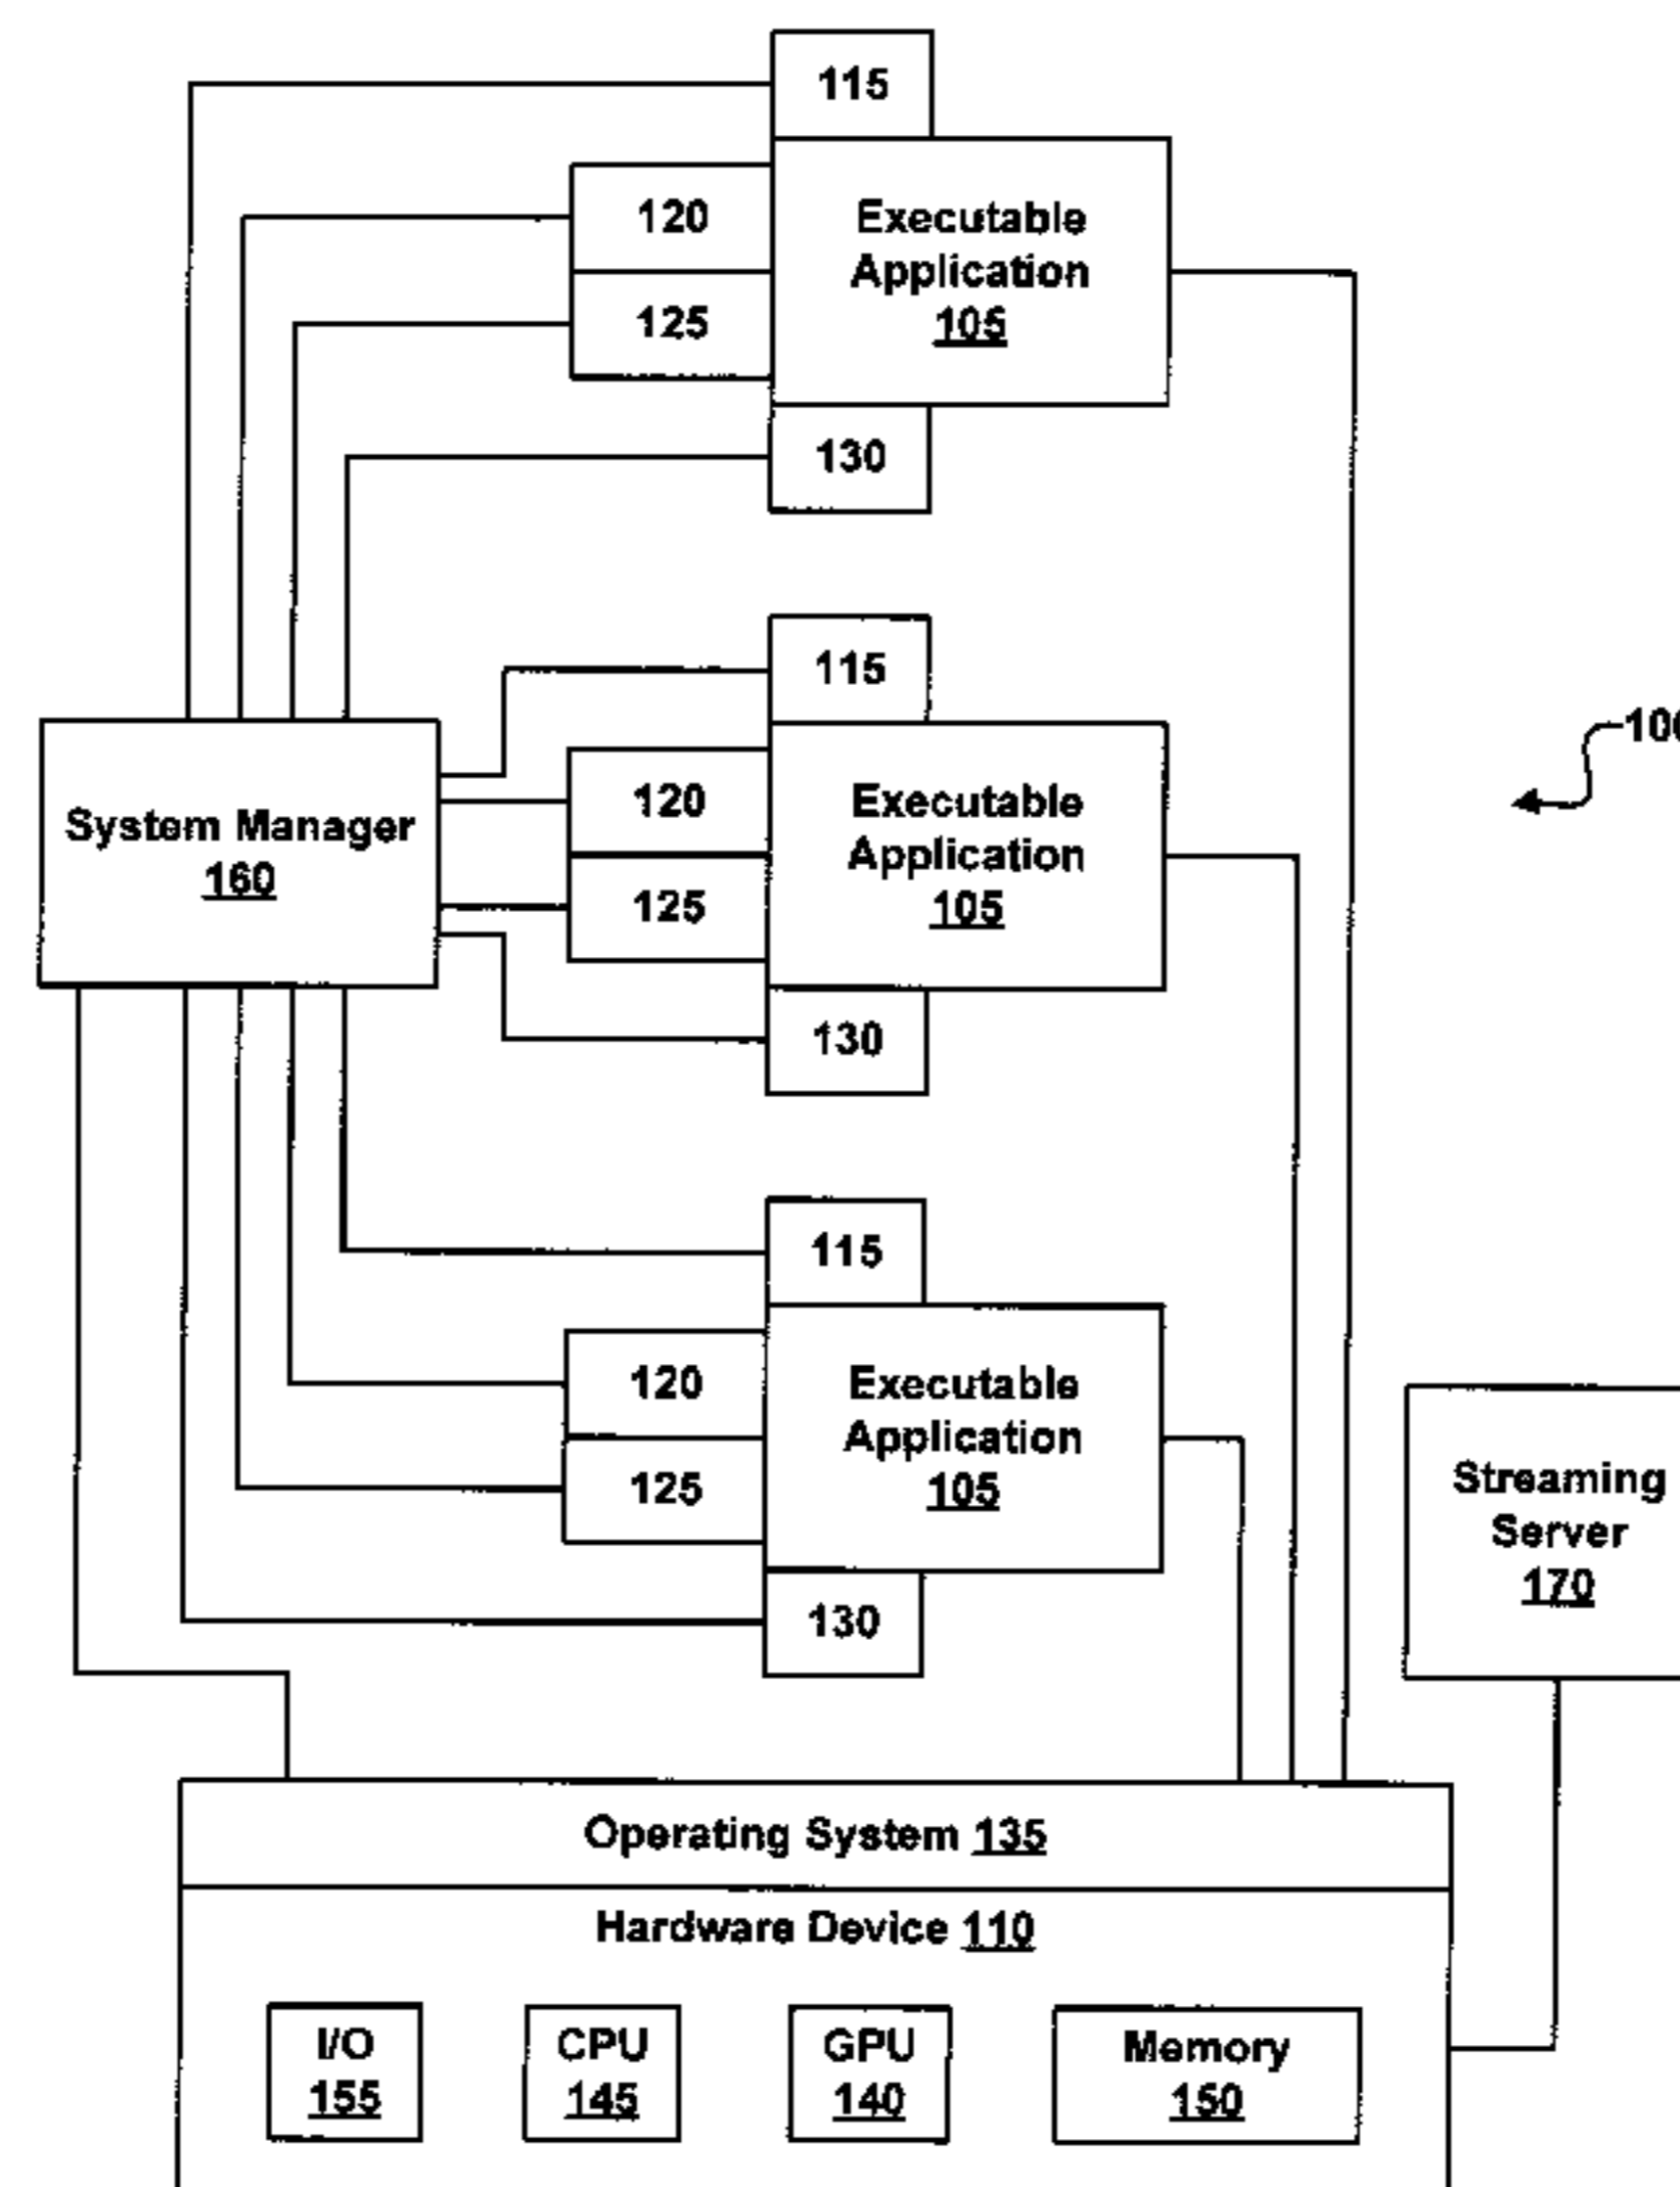 115
120
Executable
Application
105
125
130
115
100
120
Executable
Application
105
125
System Manager
160
130
115
120
Executable
Application
105
125
130
Streaming
Server
170
Operating System 135
Hardware Device 110
I/O
155
CPU
145
GPU
140
Memory
150